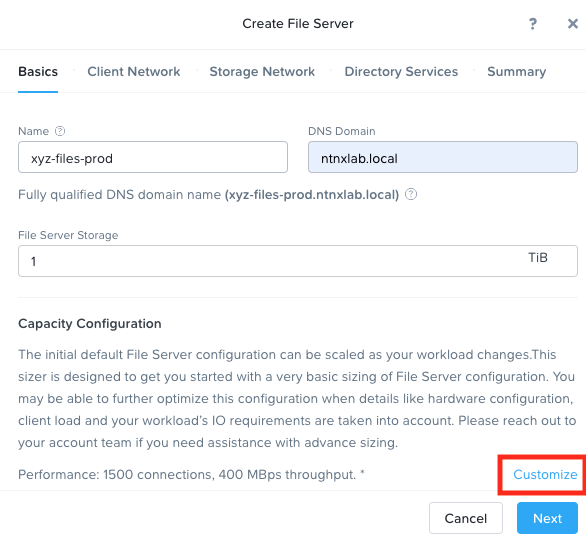 Create File Server
? ×
Basics Client Network Storage Network Directory Services Summary
Name ? DNS Domain
xyz-files-prod ntnxlab.local
Fully qualified DNS domain name (xyz-files-prod.ntnxlab.local) ?
File Server Storage
1 TiB
Capacity Configuration
The initial default File Server configuration can be scaled as your workload changes.This
sizer is designed to get you started with a very basic sizing of File Server configuration. You
may be able to further optimize this configuration when details like hardware configuration,
client load and your workload's IO requirements are taken into account. Please reach out to
your account team if you need assistance with advance sizing.
Performance: 1500 connections, 400 MBps throughput. * Customize
Cancel Next